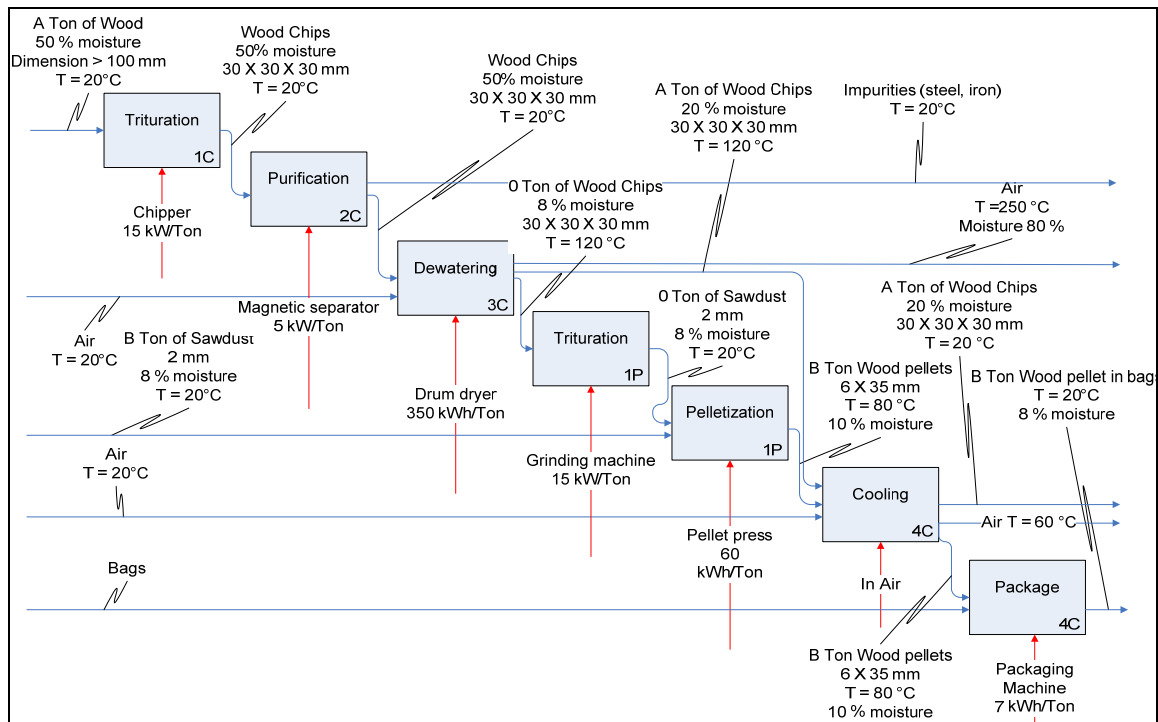 A Ton of Wood
50 % moisture
Dimension > 100 mm
T = 20°C
Wood Chips
50% moisture
30 X 30 X 30 mm
T = 20°C
Wood Chips
50% moisture
30 X 30 X 30 mm
T = 20°C
A Ton of Wood Chips
20 % moisture
30 X 30 X 30 mm
T = 120 °C
Impurities (steel, iron)
T = 20°C
Trituration
1C
Purification
2C
Chipper
15 kW/Ton
0 Ton of Wood Chips
8 % moisture
30 X 30 X 30 mm
T = 120°C
Air
T =250 °C
Moisture 80 %
Dewatering
3C
Magnetic separator
5 kW/Ton
Air
T = 20°C
B Ton of Sawdust
2 mm
8 % moisture
T = 20°C
0 Ton of Sawdust
2 mm
8 % moisture
T = 20°C
A Ton of Wood Chips
20 % moisture
30 X 30 X 30 mm
T = 20 °C
Trituration
1P
Drum dryer
350 kWh/Ton
B Ton Wood pellets
6 X 35 mm
T = 80 °C
10 % moisture
B Ton Wood pellet in bags
T = 20°C
8 % moisture
Pelletization
1P
Air
T = 20°C
Grinding machine
15 kW/Ton
Cooling
4C
Air T = 60 °C
Pellet press
60
kWh/Ton
Bags
In Air
Package
4C
B Ton Wood pellets
6 X 35 mm
T = 80 °C
10 % moisture
Packaging
Machine
7 kWh/Ton